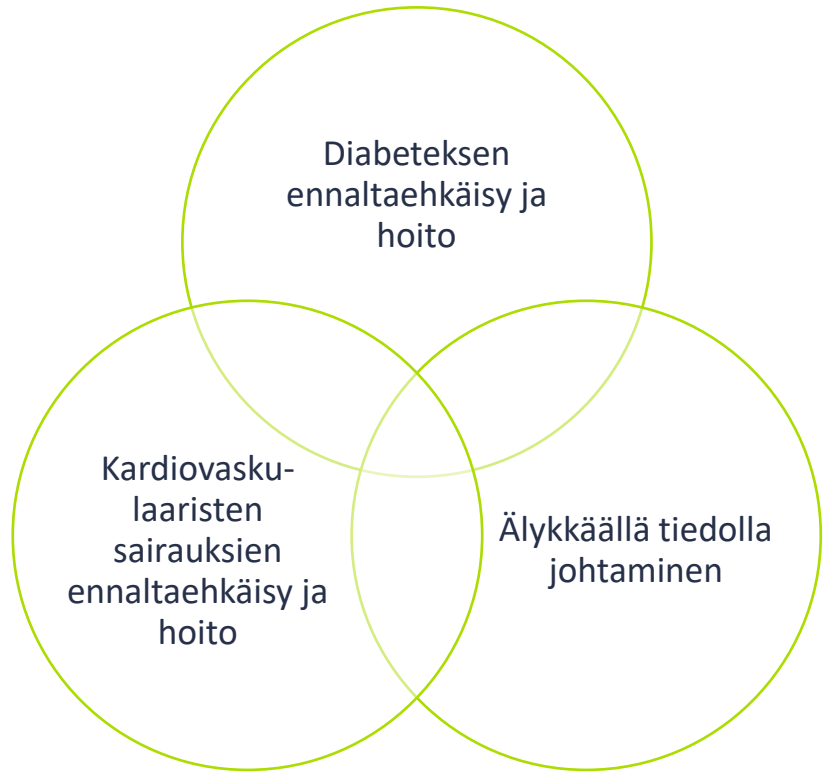 Diabeteksen
ennaltaehkäisy ja
hoito
Kardiovasku-
laaristen
sairauksien
ennaltaehkäisy ja
hoito
Älykkäällä tiedolla
johtaminen